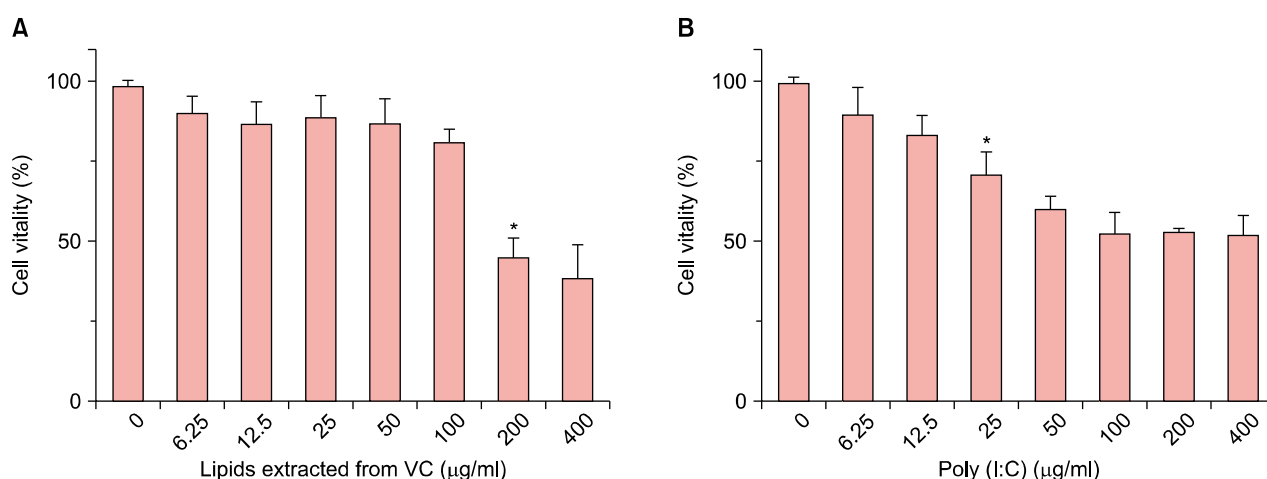 A
100
50
0
Cell vitality (%)
*
0 6.25 12.5 25 50 100 200 400
Lipids extracted from VC (μg/ml)
B
100
50
0
Cell vitality (%)
*
0 6.25 12.5 25 50 100 200 400
Poly (I:C) (μg/ml)